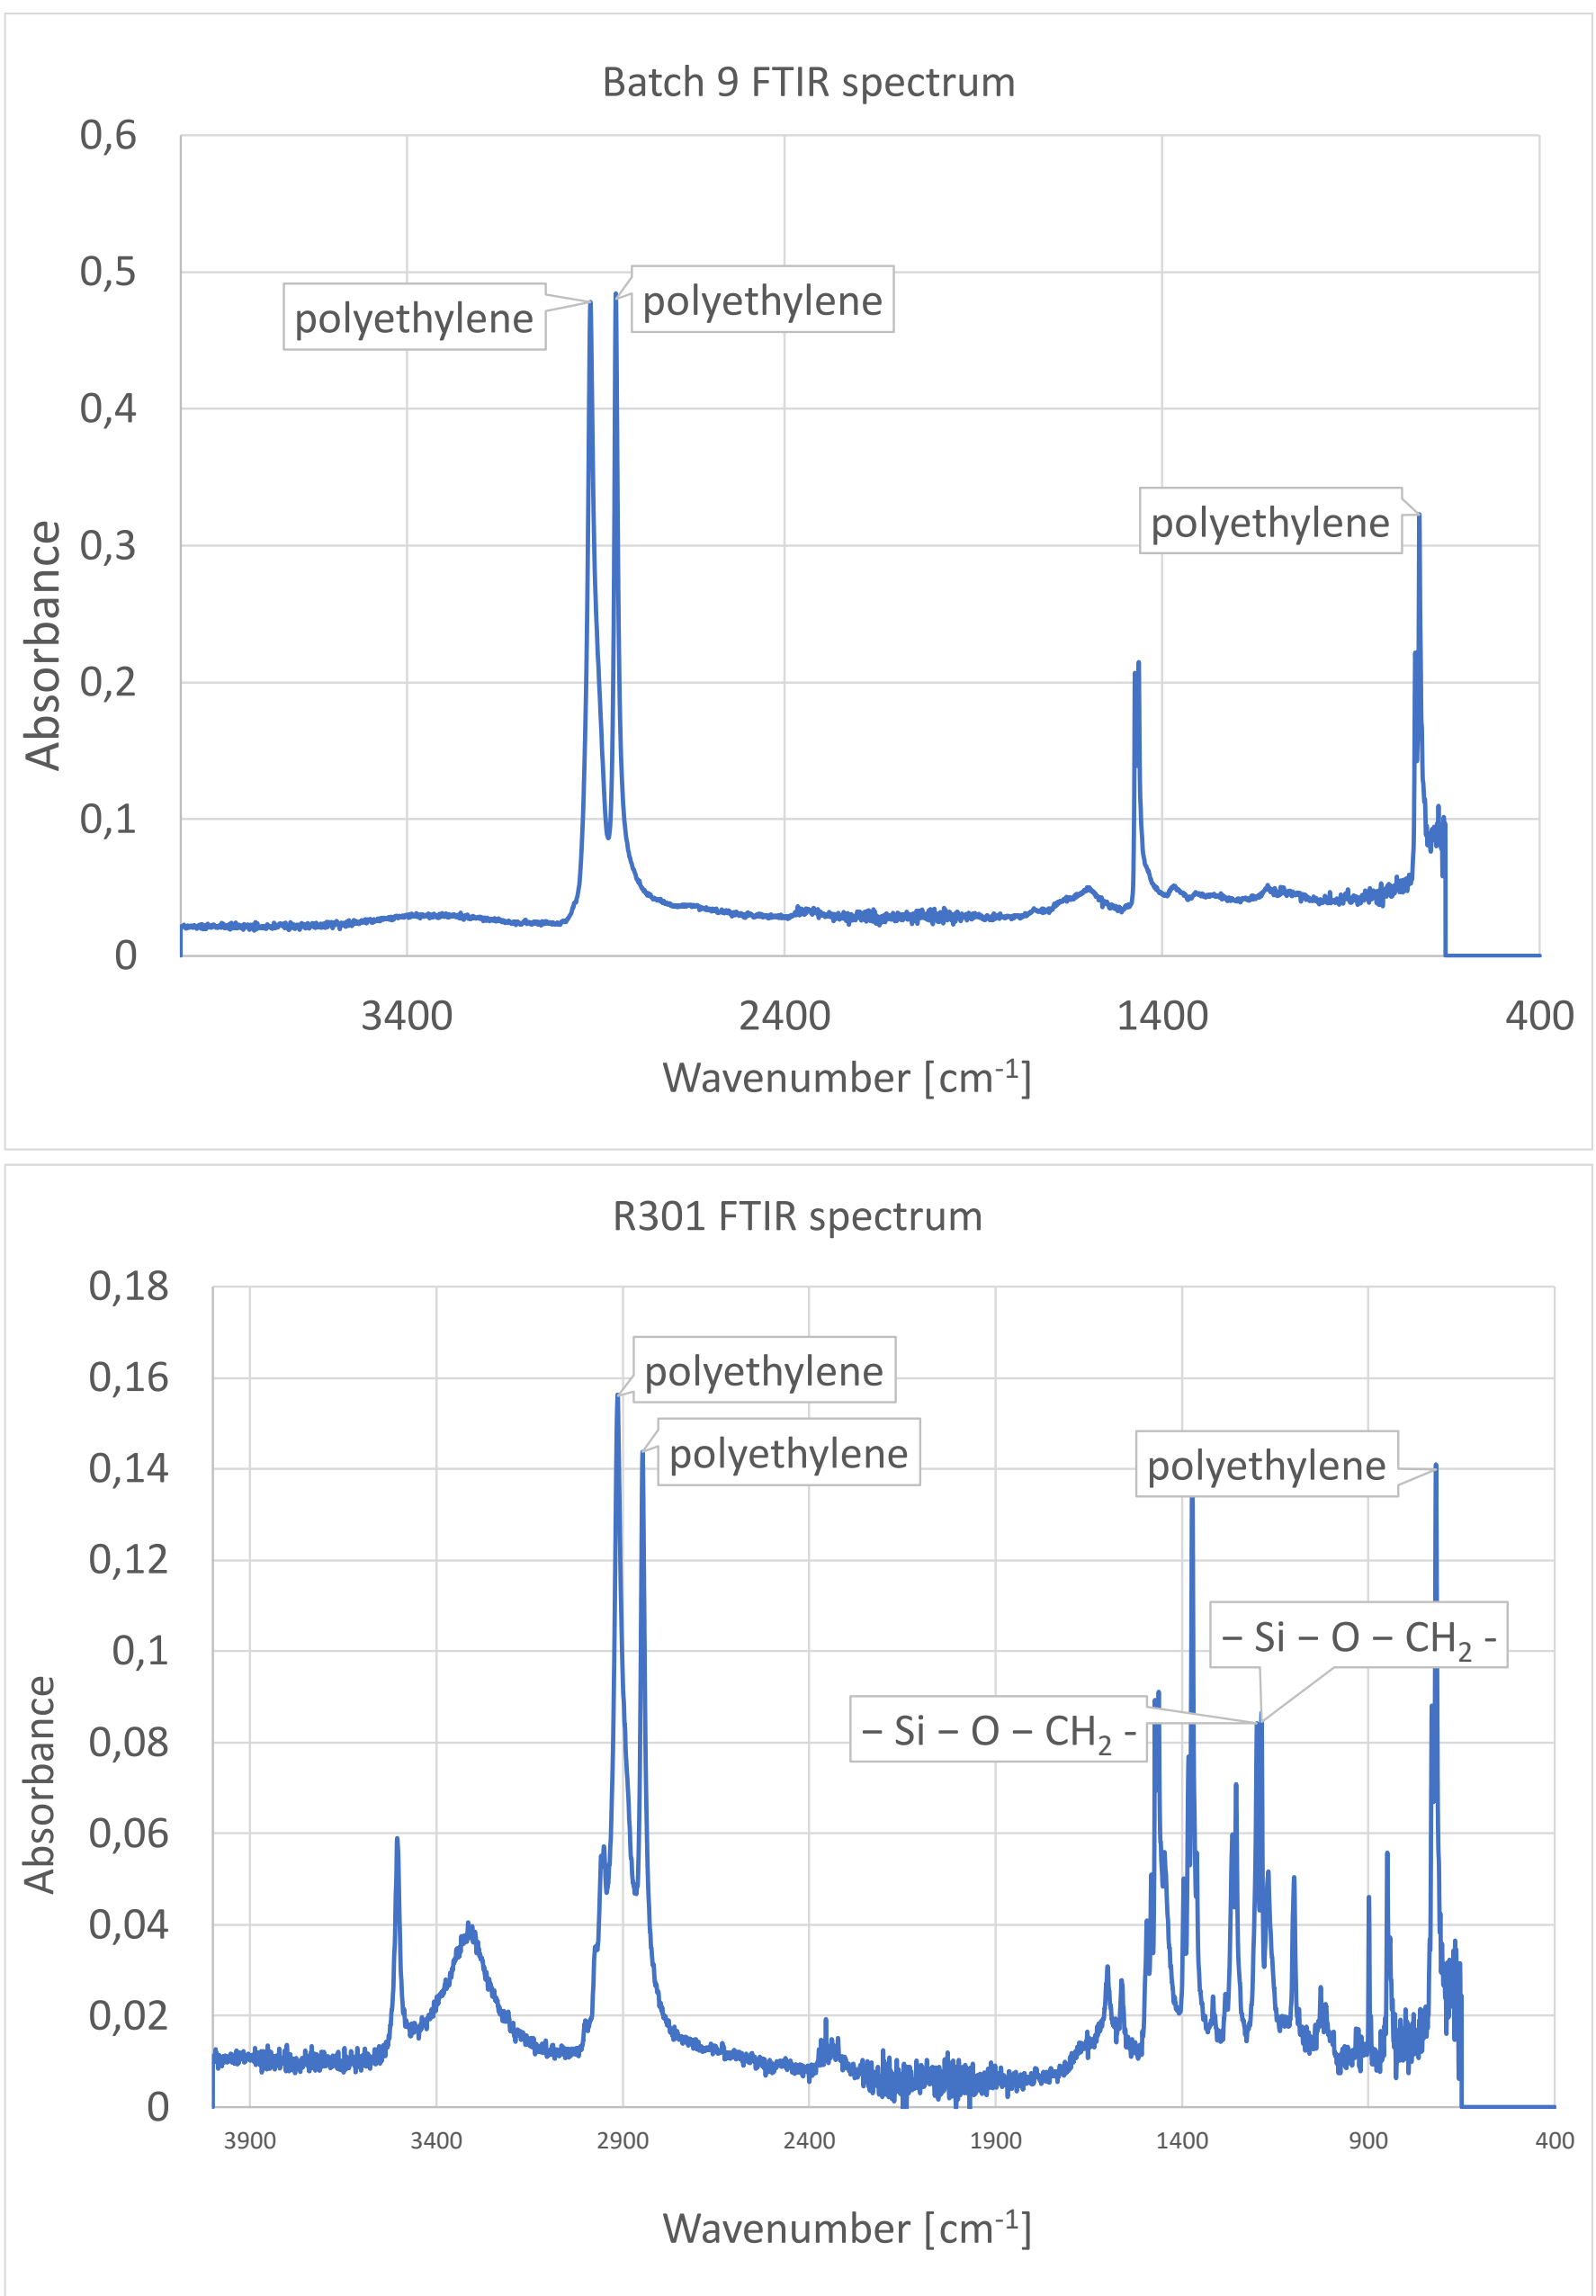 Batch 9 FTIR spectrum
0,6
0,5
0,4
0,3
0,2
0,1
0
Absorbance
polyethylene
polyethylene
polyethylene
3400 2400 1400 400
Wavenumber [cm-1]
R301 FTIR spectrum
0,18
0,16
0,14
0,12
0,1
0,08
0,06
0,04
0,02
0
Absorbance
polyethylene
polyethylene
polyethylene
– Si – O – CH2 -
– Si – O – CH2 -
3900 3400 2900 2400 1900 1400 900 400
Wavenumber [cm-1]